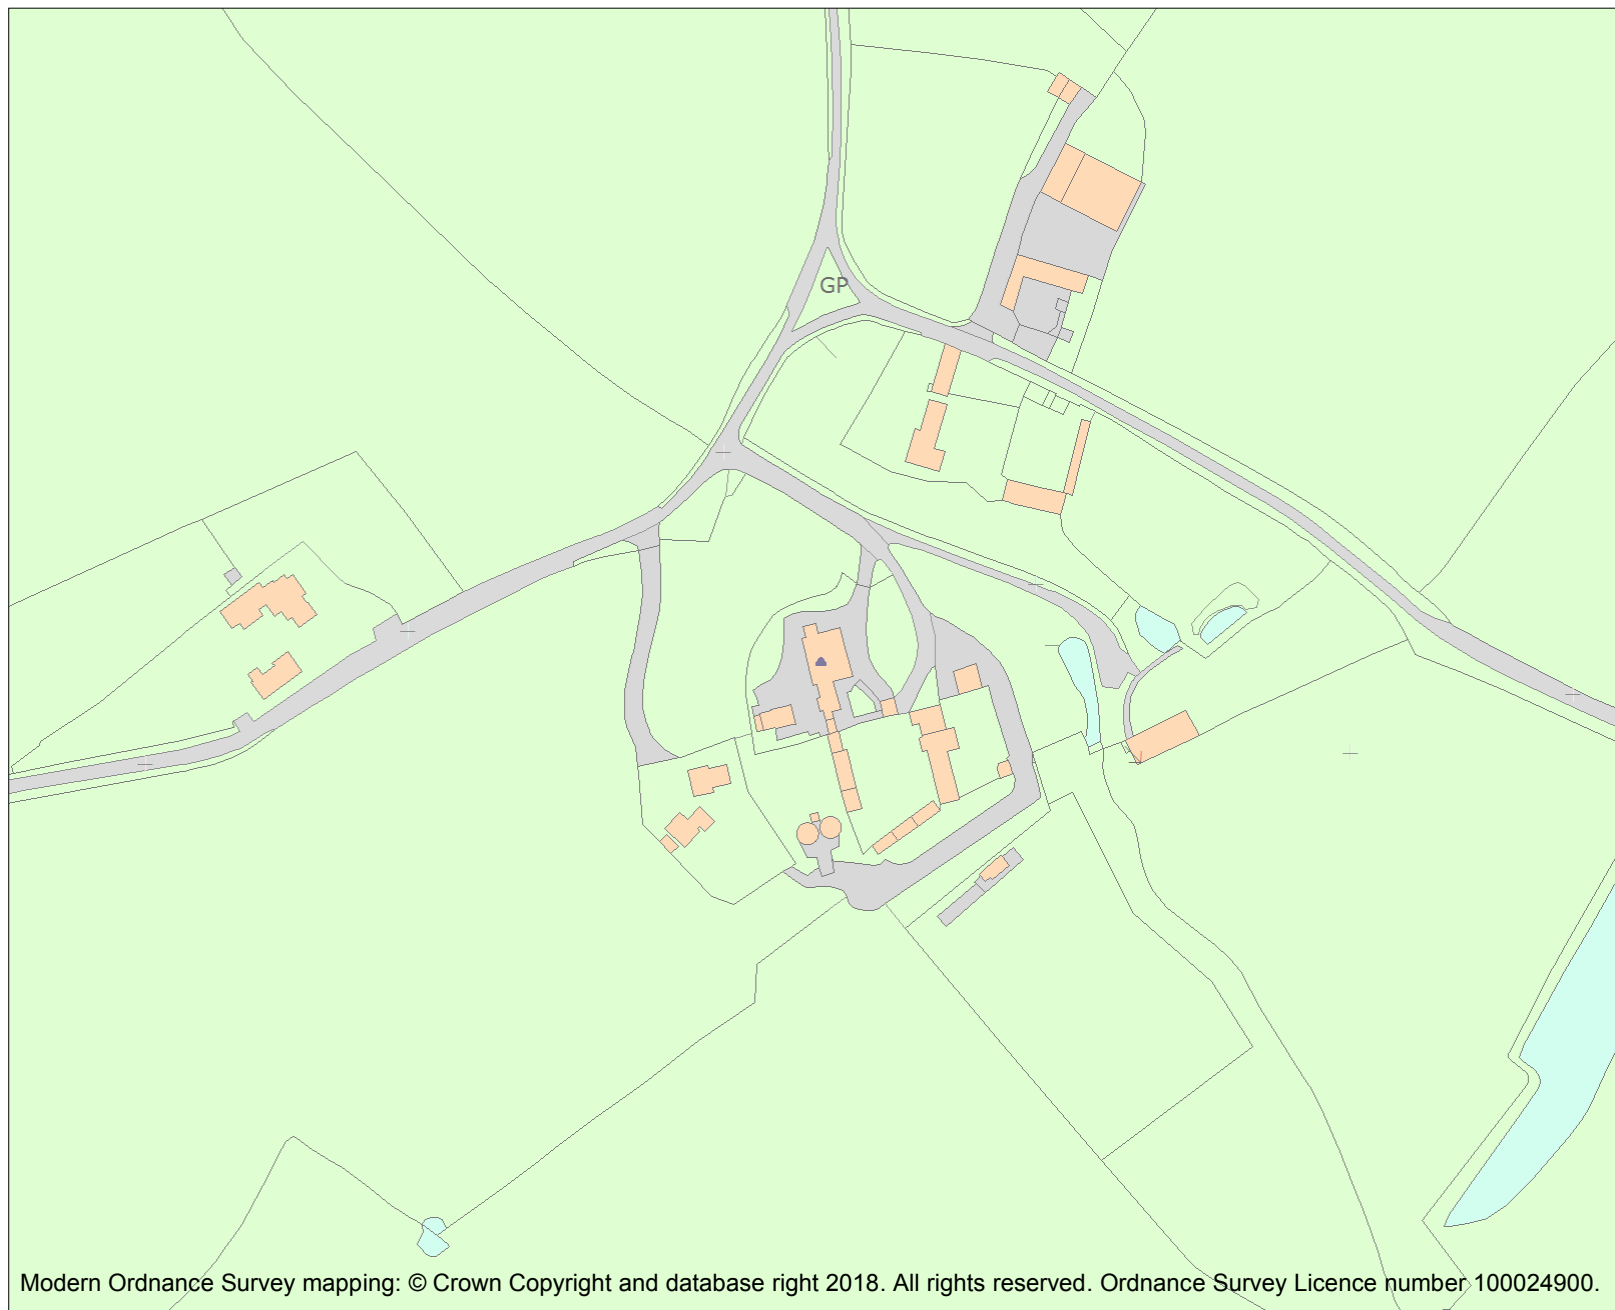 GP
Modern Ordnance Survey mapping: © Crown Copyright and database right 2018. All rights reserved. Ordnance Survey Licence number 100024900.